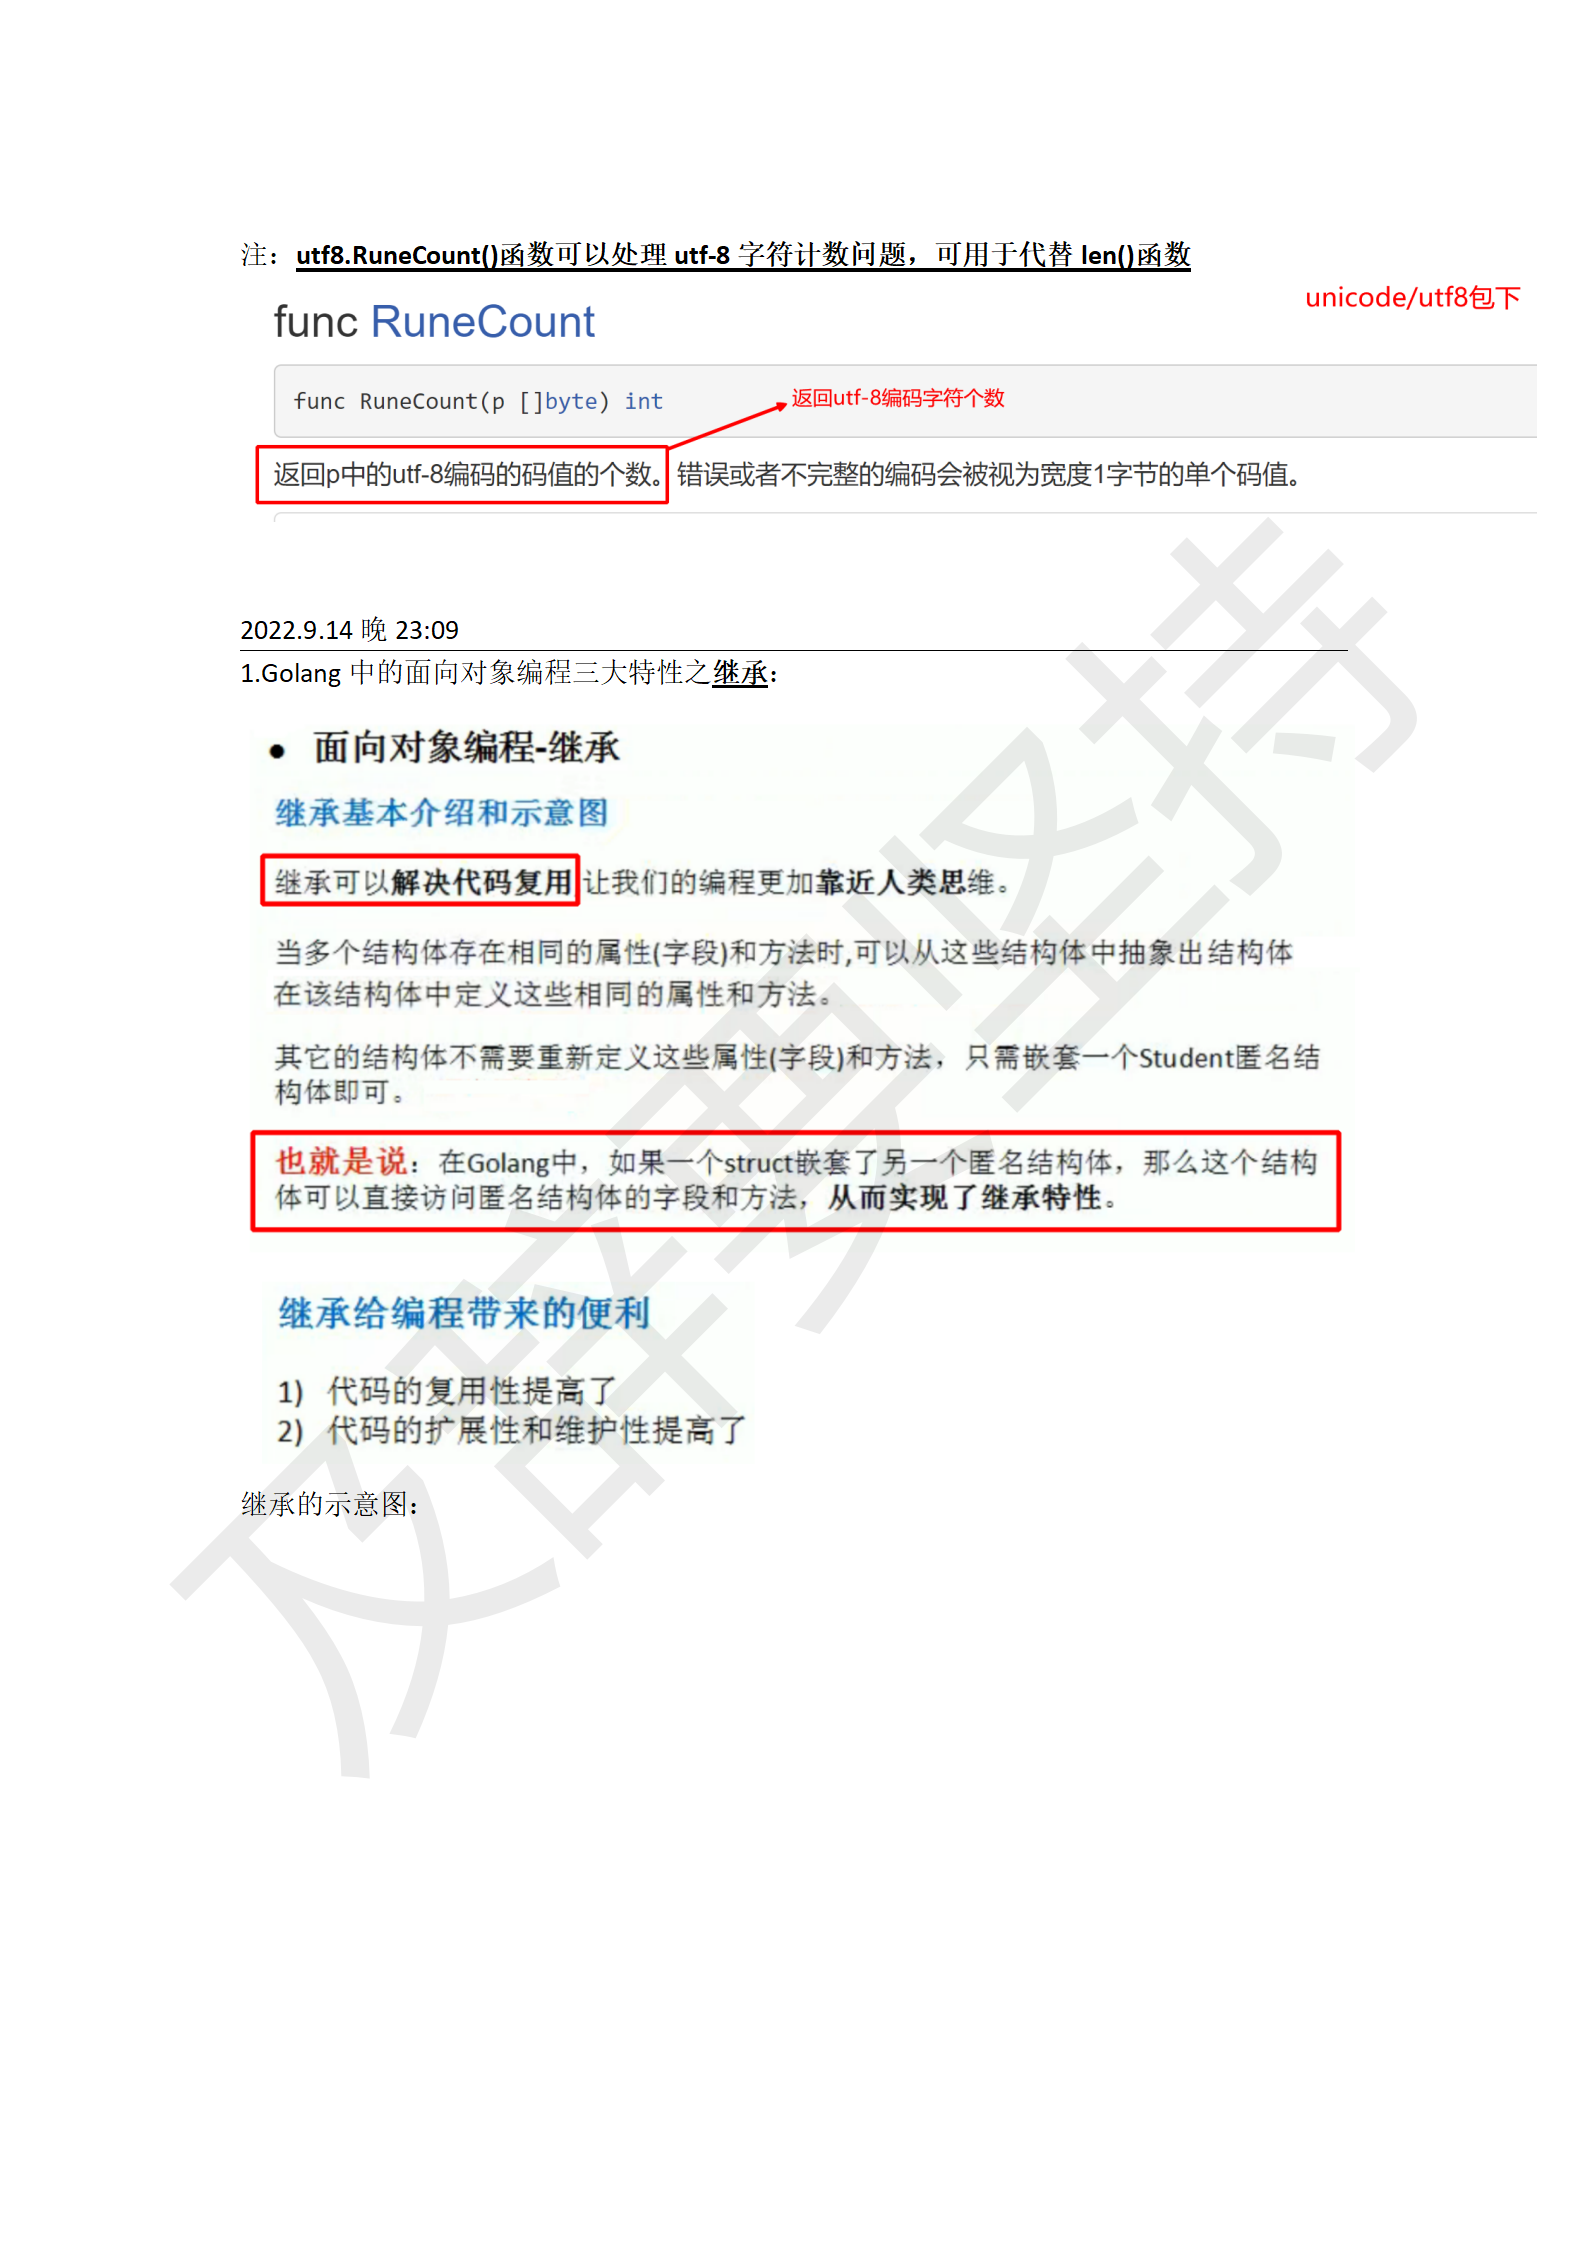 注：utf8.RuneCount()函数可以处理 utf-8 字符计数问题，可用于代替 len()函数
unicode/utf8包下
func RuneCount
func RuneCount(p []byte) int
返回utf-8编码字符个数
返回p中的utf-8编码的码值的个数。错误或者不完整的编码会被视为宽度1字节的单个码值。
2022.9.14 晚 23:09
1.Golang 中的面向对象编程三大特性之继承：
● 面向对象编程-继承
继承基本介绍和示意图
继承可以解决代码复用,让我们的编程更加靠近人类思维。
当多个结构体存在相同的属性(字段)和方法时,可以从这些结构体中抽象出结构体
在该结构体中定义这些相同的属性和方法。
其它的结构体不需要重新定义这些属性(字段)和方法，只需嵌套一个Student匿名结
构体即可。
也就是说：在Golang中，如果一个struct嵌套了另一个匿名结构体，那么这个结构
体可以直接访问匿名结构体的字段和方法，从而实现了继承特性。
继承给编程带来的便利
1) 代码的复用性提高了
2) 代码的扩展性和维护性提高了
继承的示意图：
及辞要坚持